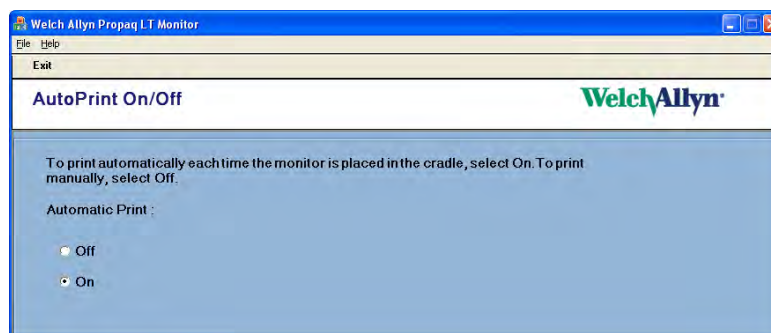 Welch Allyn Propaq LT Monitor
File Help
Exit
AutoPrint On/Off
WelchAllyn
To print automatically each time the monitor is placed in the cradle, select On. To print
manually, select Off.
Automatic Print :
Off
On